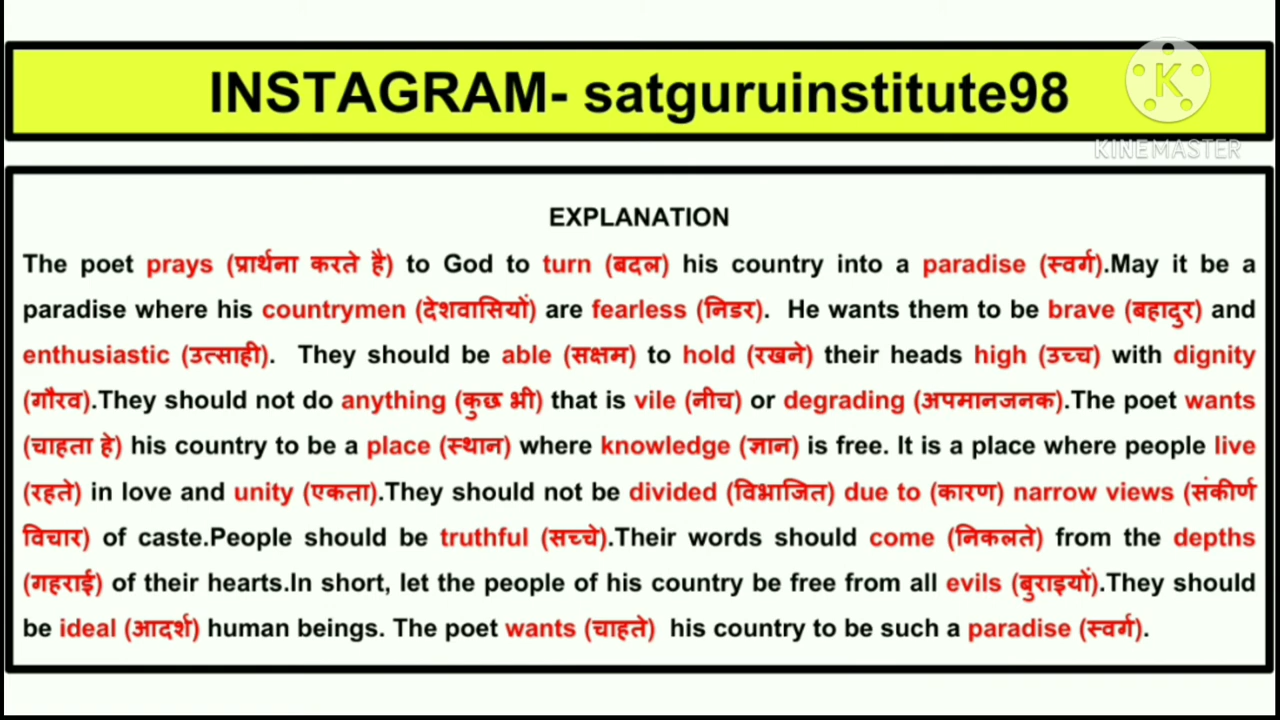 INSTAGRAM- satguruinstitute98
KINEMASTER
EXPLANATION
The poet prays (प्रार्थना करते है) to God to turn (बदल) his country into a paradise (स्वर्ग).May it be a
paradise where his countrymen (देशवासियों) are fearless (निडर). He wants them to be brave (बहादुर) and
enthusiastic (उत्साही). They should be able (सक्षम) to hold (रखने) their heads high (उच्च) with dignity
(गौरव).They should not do anything (कुछ भी) that is vile (नीच) or degrading (अपमानजनक).The poet wants
(चाहता हे) his country to be a place (स्थान) where knowledge (ज्ञान) is free. It is a place where people live
(रहते) in love and unity (एकता).They should not be divided (विभाजित) due to (कारण) narrow views (संकीर्ण
विचार) of caste.People should be truthful (सच्चे).Their words should come (निकलते) from the depths
(गहराई) of their hearts.In short, let the people of his country be free from all evils (बुराइयों).They should
be ideal (आदर्श) human beings. The poet wants (चाहते) his country to be such a paradise (स्वर्ग).